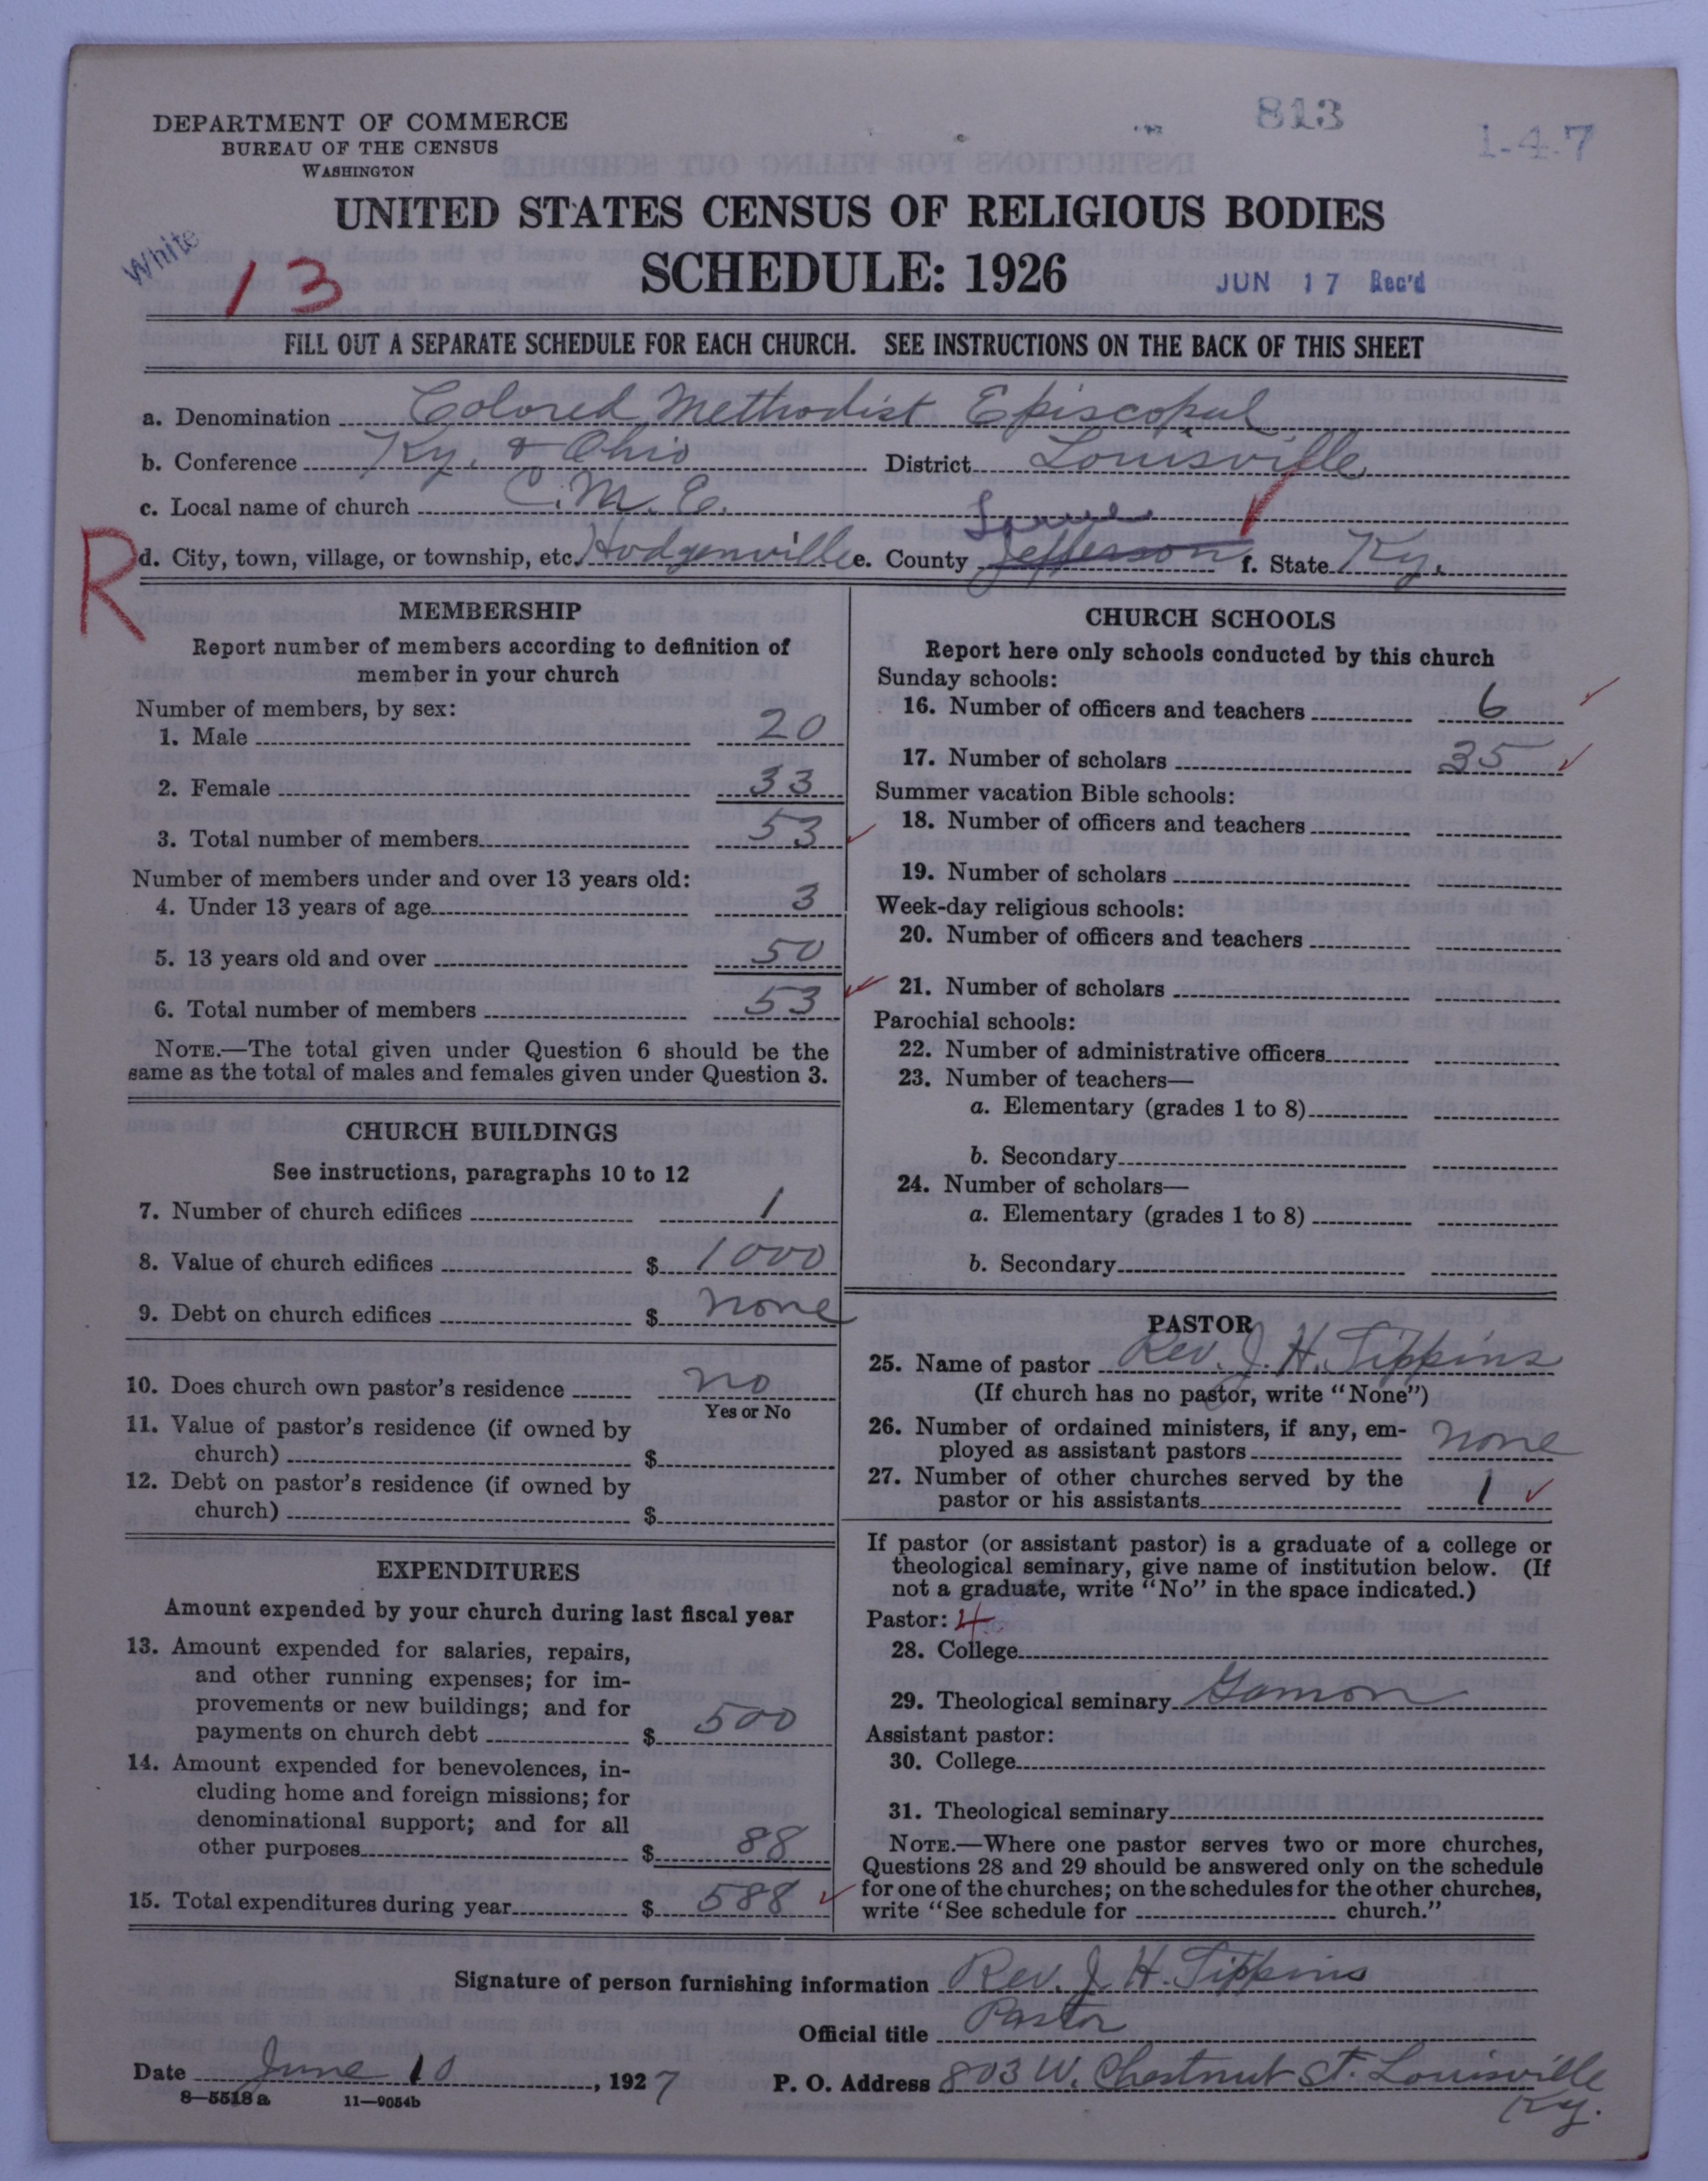 DEPARTMENT OF COMMERCE
BUREAU OF THE CENSUS
WASHINGTON
813
1-4-7
UNITED STATES CENSUS OF RELIGIOUS BODIES
SCHEDULE: 1926
White
13
JUN 17 Rec'd
FILL OUT A SEPARATE SCHEDULE FOR EACH CHURCH. SEE INSTRUCTIONS ON THE BACK OF THIS SHEET
a. Denomination Colored Methodist Episcopal
b. Conference Ky. & Ohio District Louisville
c. Local name of church C.M.E.
R
d. City, town, village, or township, etc. Hodgenville e. County Jefferson f. State Ky.
MEMBERSHIP
Report number of members according to definition of
member in your church
Number of members, by sex:
1. Male 20
2. Female 33
3. Total number of members 53
Number of members under and over 13 years old:
4. Under 13 years of age 3
5. 13 years old and over 50
6. Total number of members 53
NOTE.—The total given under Question 6 should be the
same as the total of males and females given under Question 3.
CHURCH BUILDINGS
See instructions, paragraphs 10 to 12
7. Number of church edifices 1
8. Value of church edifices $ 1000
9. Debt on church edifices $ none
10. Does church own pastor's residence no
Yes or No
11. Value of pastor's residence (if owned by
church) $
12. Debt on pastor's residence (if owned by
church) $
EXPENDITURES
Amount expended by your church during last fiscal year
13. Amount expended for salaries, repairs,
and other running expenses; for im-
provements or new buildings; and for
payments on church debt $ 500
14. Amount expended for benevolences, in-
cluding home and foreign missions; for
denominational support; and for all
other purposes $ 88
15. Total expenditures during year $ 588
CHURCH SCHOOLS
Report here only schools conducted by this church
Sunday schools:
16. Number of officers and teachers 6
17. Number of scholars 35
Summer vacation Bible schools:
18. Number of officers and teachers
19. Number of scholars
Week-day religious schools:
20. Number of officers and teachers
21. Number of scholars
Parochial schools:
22. Number of administrative officers
23. Number of teachers—
a. Elementary (grades 1 to 8)
b. Secondary
24. Number of scholars—
a. Elementary (grades 1 to 8)
b. Secondary
PASTOR
25. Name of pastor Rev. J. H. Tippins
(If church has no pastor, write "None")
26. Number of ordained ministers, if any, em-
ployed as assistant pastors none
27. Number of other churches served by the
pastor or his assistants 1
If pastor (or assistant pastor) is a graduate of a college or
theological seminary, give name of institution below. (If
not a graduate, write "No" in the space indicated.)
Pastor: 4
28. College
29. Theological seminary Gamon
Assistant pastor:
30. College
31. Theological seminary
NOTE.—Where one pastor serves two or more churches,
Questions 28 and 29 should be answered only on the schedule
for one of the churches; on the schedules for the other churches,
write "See schedule for church."
Signature of person furnishing information Rev. J. H. Tippins
Official title Pastor
Date June 10, 1927 P. O. Address 803 W. Chestnut St. Louisville
Ky.
8—5518a 11—9054b